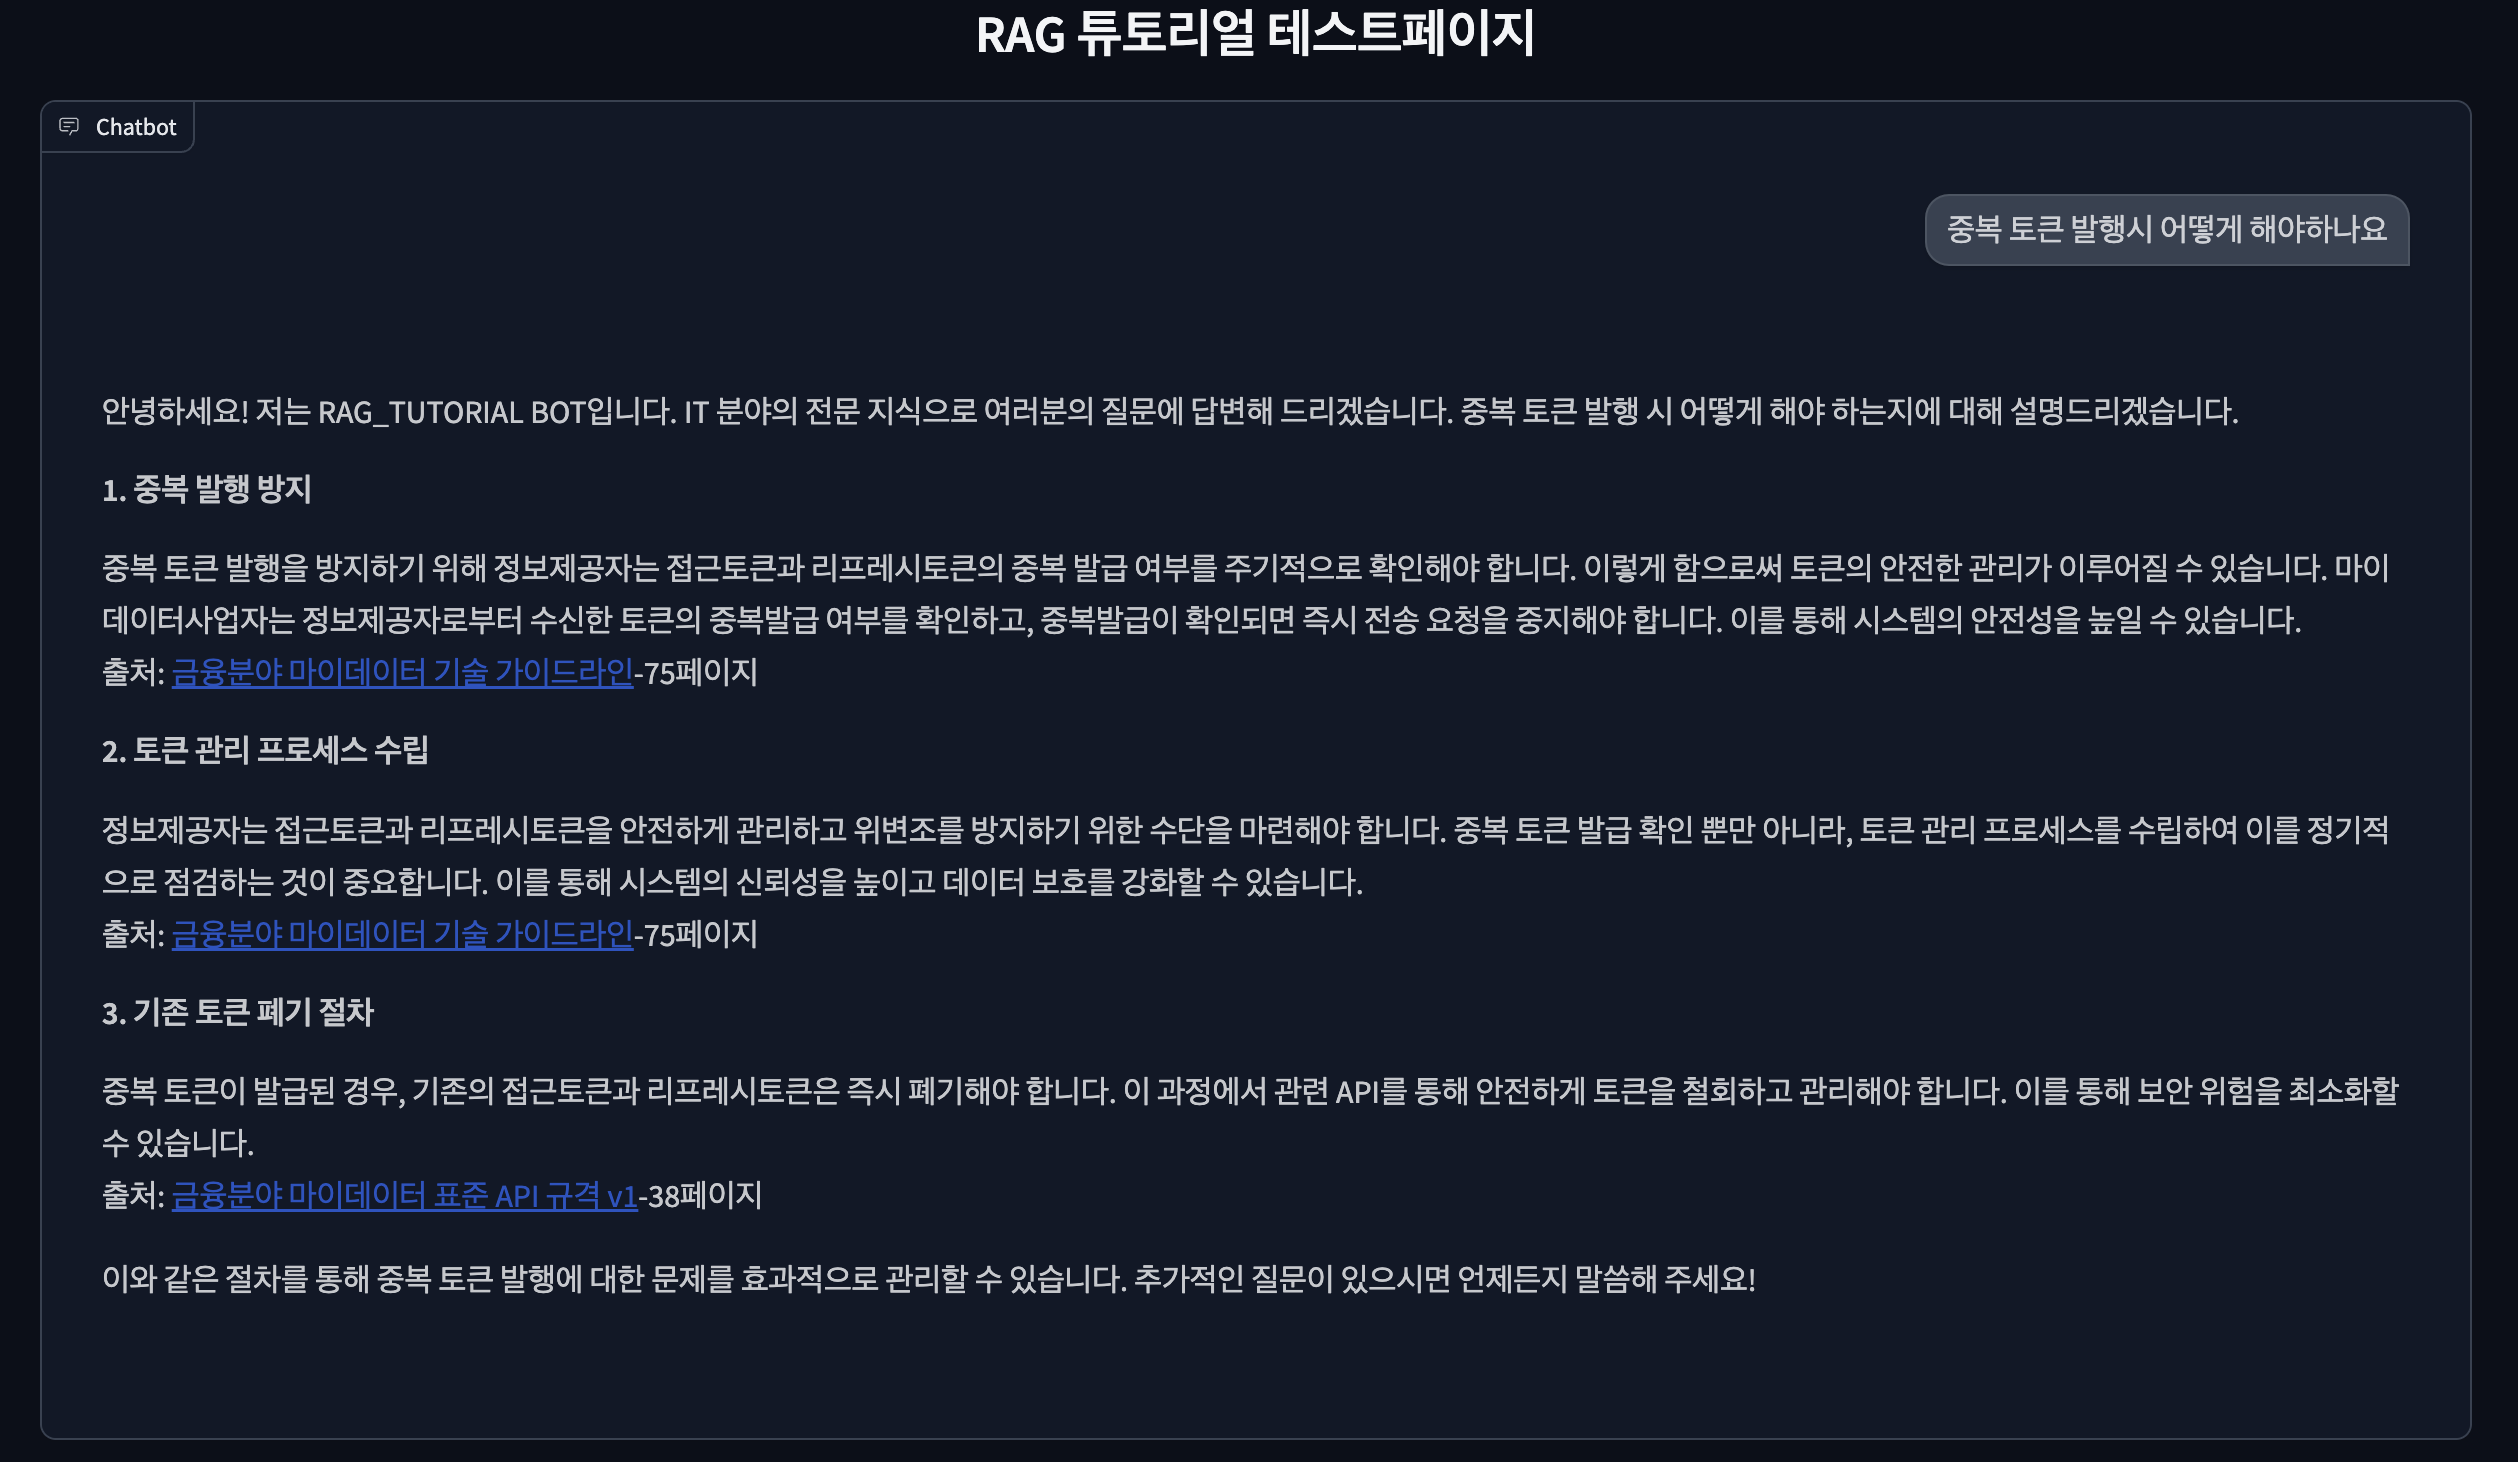 RAG 튜토리얼 테스트페이지
Chatbot
중복 토큰 발행시 어떻게 해야하나요
안녕하세요! 저는 RAG_TUTORIAL BOT입니다. IT 분야의 전문 지식으로 여러분의 질문에 답변해 드리겠습니다. 중복 토큰 발행 시 어떻게 해야 하는지에 대해 설명드리겠습니다.
1. 중복 발행 방지
중복 토큰 발행을 방지하기 위해 정보제공자는 접근토큰과 리프레시토큰의 중복 발급 여부를 주기적으로 확인해야 합니다. 이렇게 함으로써 토큰의 안전한 관리가 이루어질 수 있습니다. 마이
데이터사업자는 정보제공자로부터 수신한 토큰의 중복발급 여부를 확인하고, 중복발급이 확인되면 즉시 전송 요청을 중지해야 합니다. 이를 통해 시스템의 안전성을 높일 수 있습니다.
출처: 금융분야 마이데이터 기술 가이드라인-75페이지
2. 토큰 관리 프로세스 수립
정보제공자는 접근토큰과 리프레시토큰을 안전하게 관리하고 위변조를 방지하기 위한 수단을 마련해야 합니다. 중복 토큰 발급 확인 뿐만 아니라, 토큰 관리 프로세스를 수립하여 이를 정기적
으로 점검하는 것이 중요합니다. 이를 통해 시스템의 신뢰성을 높이고 데이터 보호를 강화할 수 있습니다.
출처: 금융분야 마이데이터 기술 가이드라인-75페이지
3. 기존 토큰 폐기 절차
중복 토큰이 발급된 경우, 기존의 접근토큰과 리프레시토큰은 즉시 폐기해야 합니다. 이 과정에서 관련 API를 통해 안전하게 토큰을 철회하고 관리해야 합니다. 이를 통해 보안 위험을 최소화할
수 있습니다.
출처: 금융분야 마이데이터 표준 API 규격 v1-38페이지
이와 같은 절차를 통해 중복 토큰 발행에 대한 문제를 효과적으로 관리할 수 있습니다. 추가적인 질문이 있으시면 언제든지 말씀해 주세요!